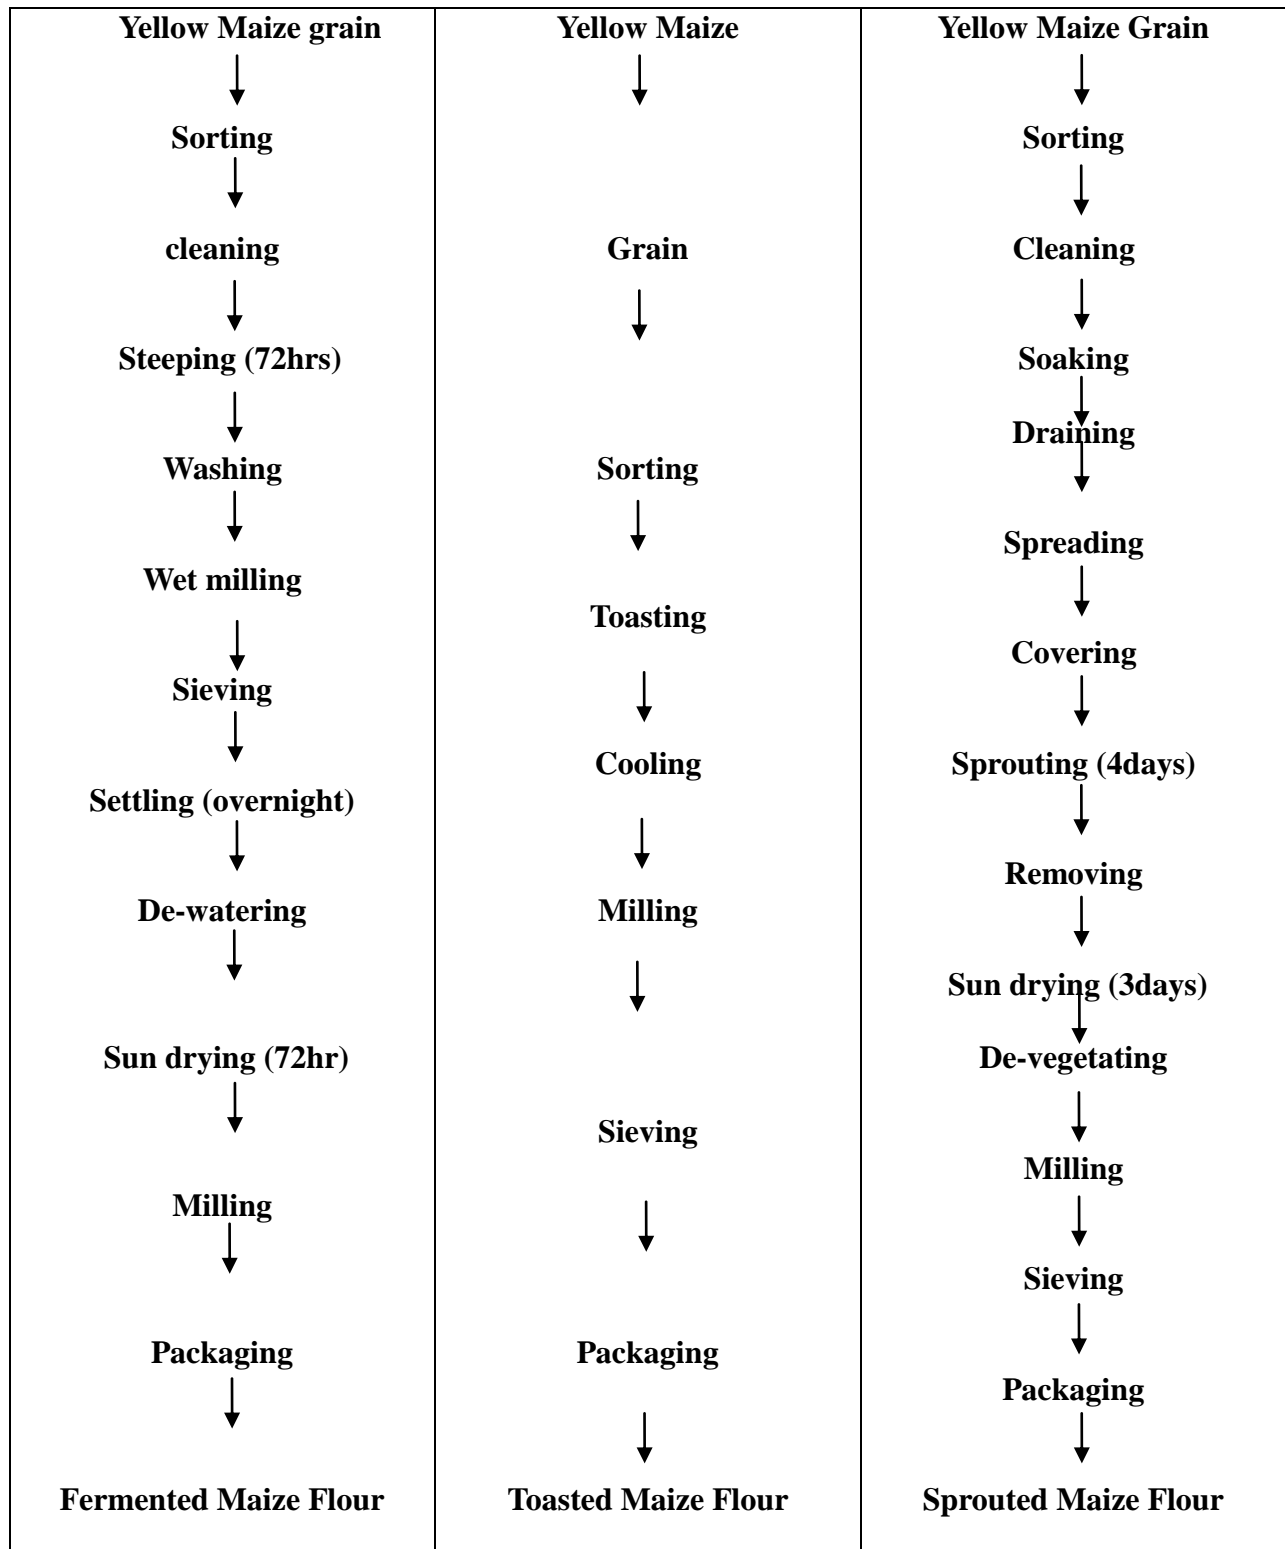 Yellow Maize grain
Sorting
cleaning
Steeping (72hrs)
Washing
Wet milling
Sieving
Settling (overnight)
De-watering
Sun drying (72hr)
Milling
Packaging
Fermented Maize Flour
Yellow Maize
Grain
Sorting
Toasting
Cooling
Milling
Sieving
Packaging
Toasted Maize Flour
Yellow Maize Grain
Sorting
Cleaning
Soaking
Draining
Spreading
Covering
Sprouting (4days)
Removing
Sun drying (3days)
De-vegetating
Milling
Sieving
Packaging
Sprouted Maize Flour